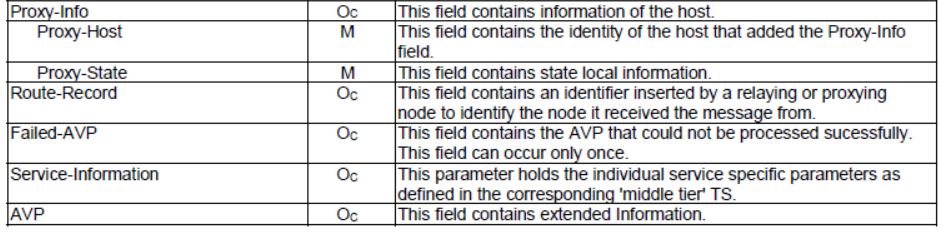 Proxy-Info Oc This field contains information of the host.
Proxy-Host M This field contains the identity of the host that added the Proxy-Info
field.
Proxy-State M This field contains state local information.
Route-Record Oc This field contains an identifier inserted by a relaying or proxying
node to identify the node it received the message from.
Failed-AVP Oc This field contains the AVP that could not be processed sucessfully.
This field can occur only once.
Service-Information Oc This parameter holds the individual service specific parameters as
defined in the corresponding 'middle tier' TS.
AVP Oc This field contains extended Information.